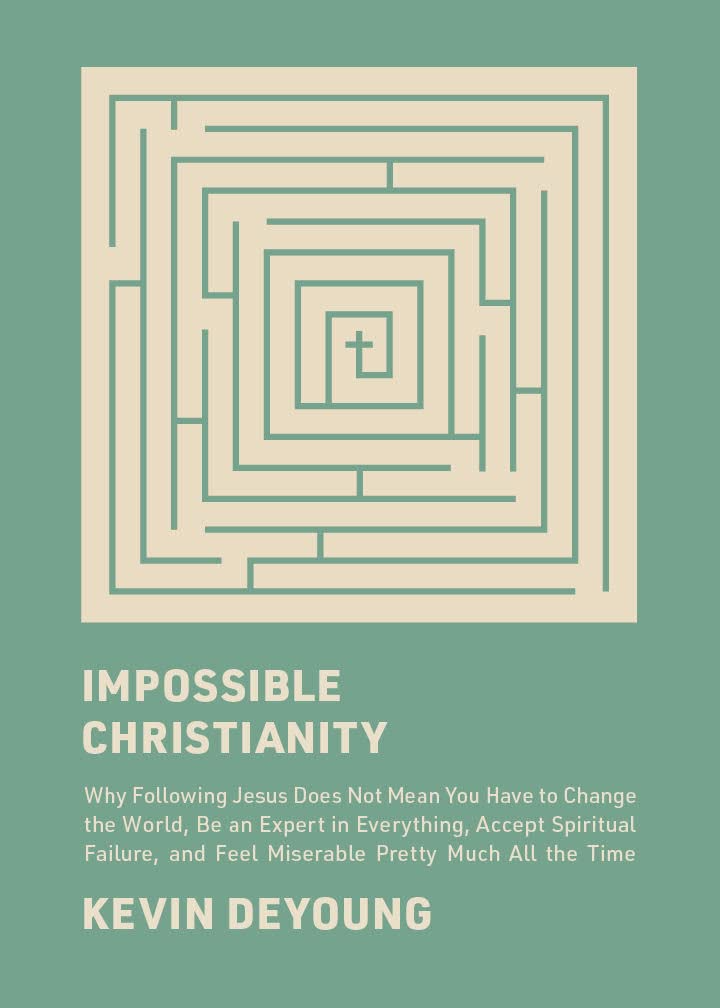 IMPOSSIBLE
CHRISTIANITY
Why Following Jesus Does Not Mean You Have to Change
the World, Be an Expert in Everything, Accept Spiritual
Failure, and Feel Miserable Pretty Much All the Time
KEVIN DEYOUNG